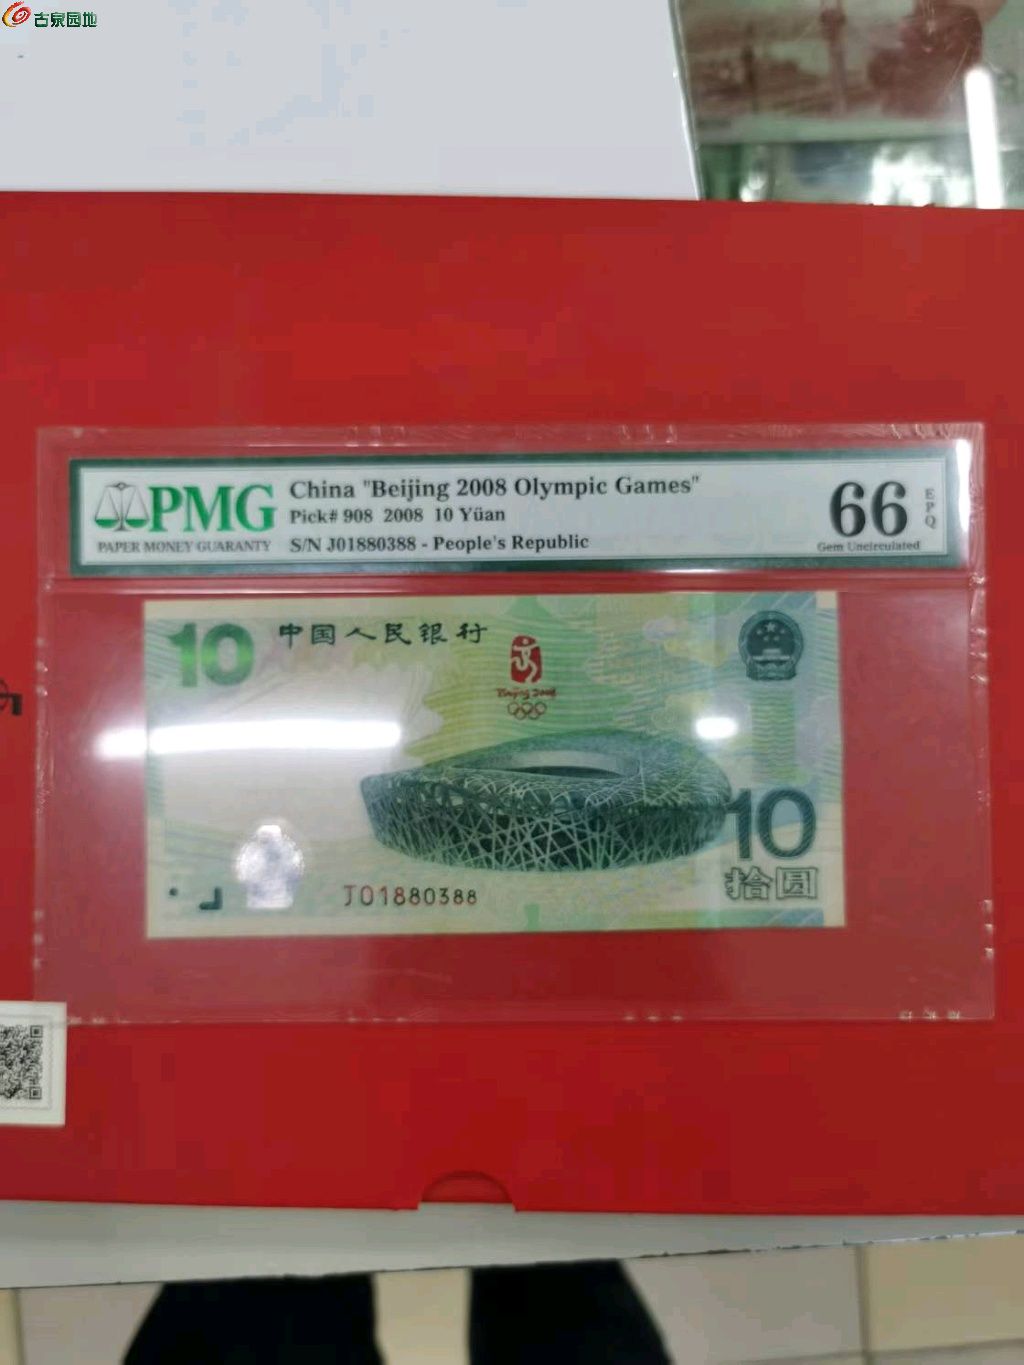 古泉园地
PMG
PAPER MONEY GUARANTY
China "Beijing 2008 Olympic Games"
Pick# 908 2008 10 Yüan
S/N J01880388 - People's Republic
66
EPQ
Gem Uncirculated
10
中国人民银行
Beijing 2008
10
拾圆
J01880388